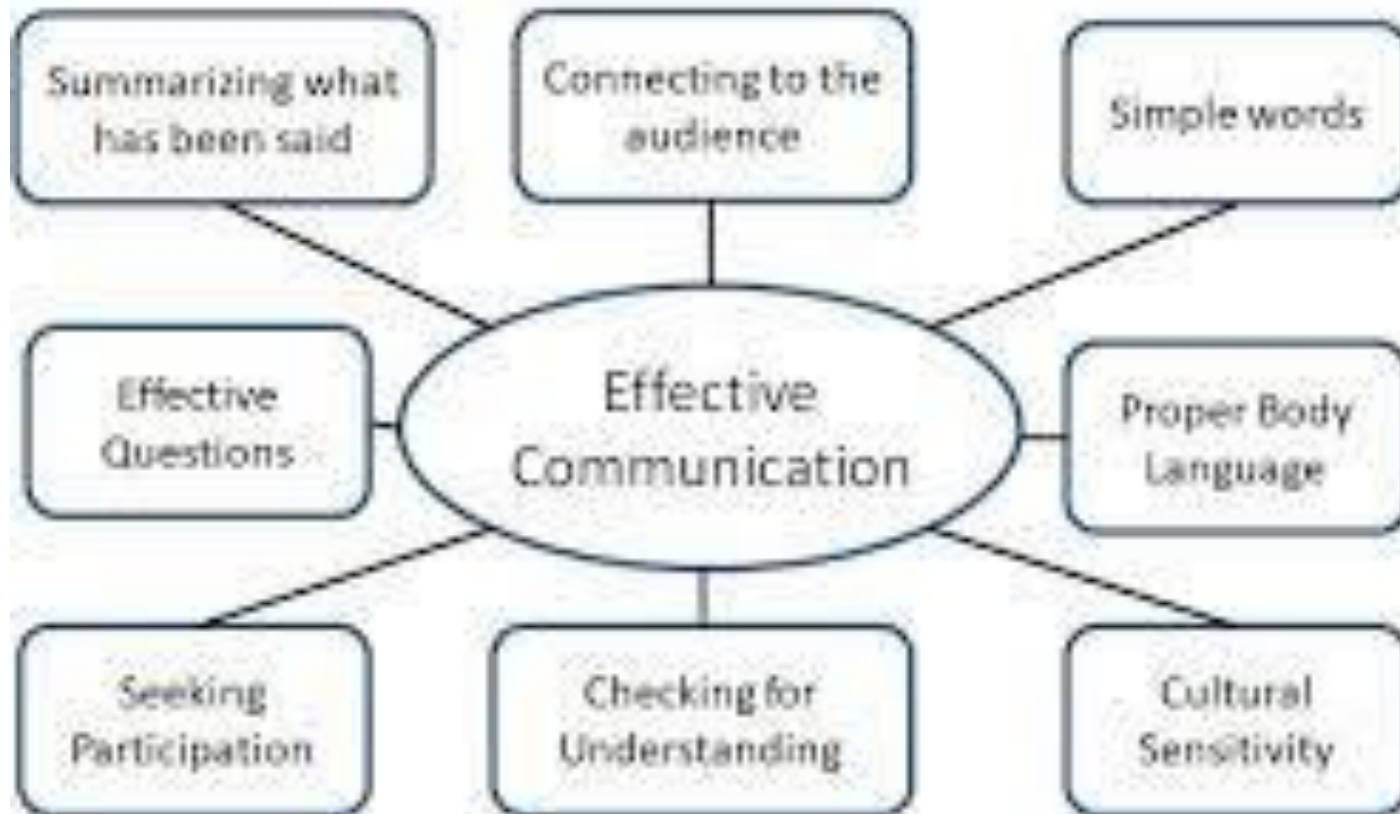 Summarizing what
has been said
Connecting to the
audience
Simple words
Effective
Questions
Effective
Communication
Proper Body
Language
Seeking
Participation
Checking for
Understanding
Cultural
Sensitivity